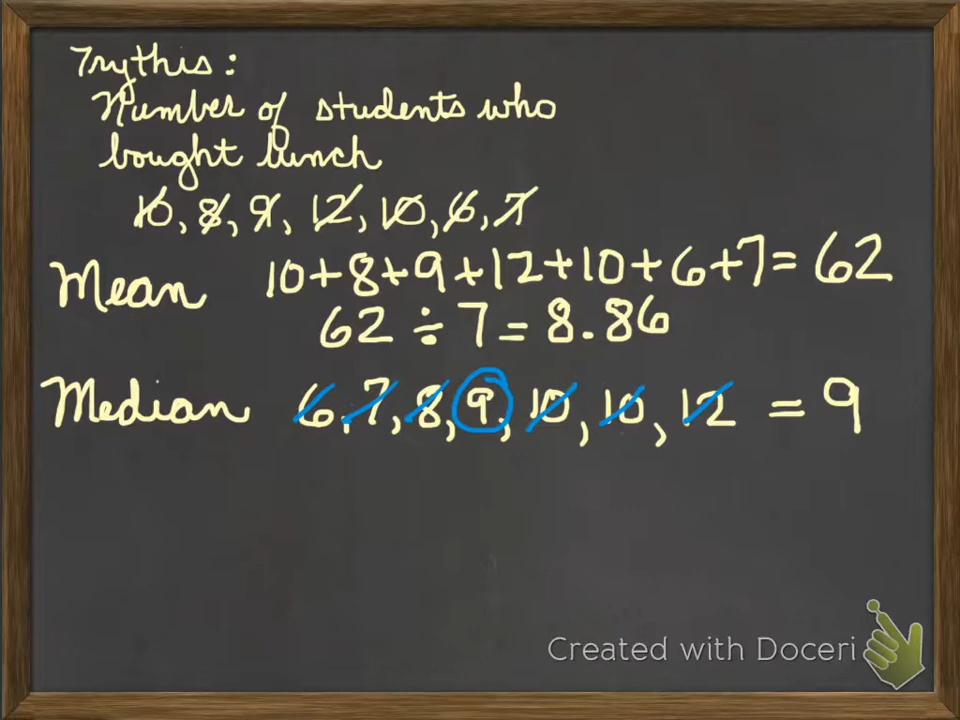 Try this:
Number of students who
bought lunch
10, 8, 9, 12, 10, 6, 7
Mean 10+8+9+12+10+6+7=62
62÷7=8.86
Median 6,7,8,9,10,10,12 = 9
Created with Doceri